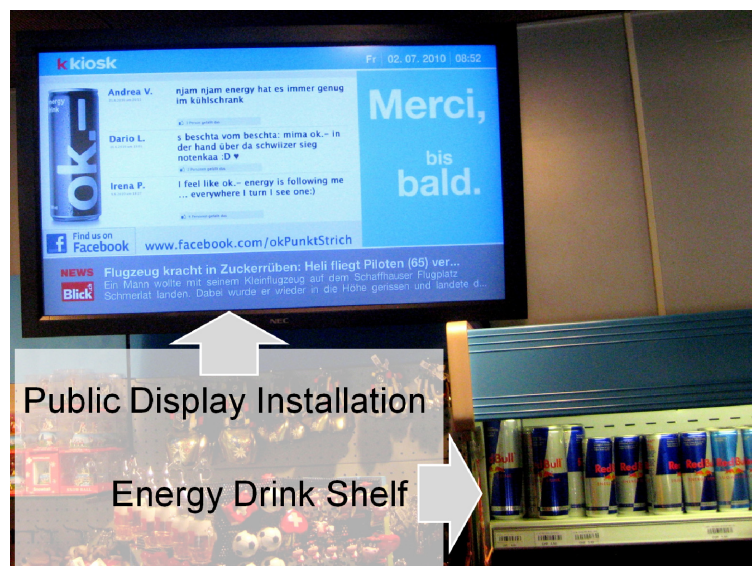 k kiosk
Fr 02. 07. 2010 08:52
Andrea V.
njam njam energy hat es immer genug
im kühlschrank
Dario L.
s beschta vom beschta: mima ok.– in
der hand über da schwiizer sieg
notenkaa :D ♥
Irena P.
I feel like ok.– energy is following me
... everywhere I turn I see one:)
ok.–
Merci,
bis
bald.
f Find us on
Facebook
www.facebook.com/okPunktStrich
NEWS
Blick
Flugzeug kracht in Zuckerrüben: Heli fliegt Piloten (65) ver...
Ein Mann wollte mit seinem Kleinflugzeug auf dem Schaffhauser Flugplatz
Schmerlat landen. Dabei wurde er wieder in die Höhe gerissen und landete d...
NEC
Public Display Installation
Energy Drink Shelf
Bull
Red Bull
Red
Red
Red